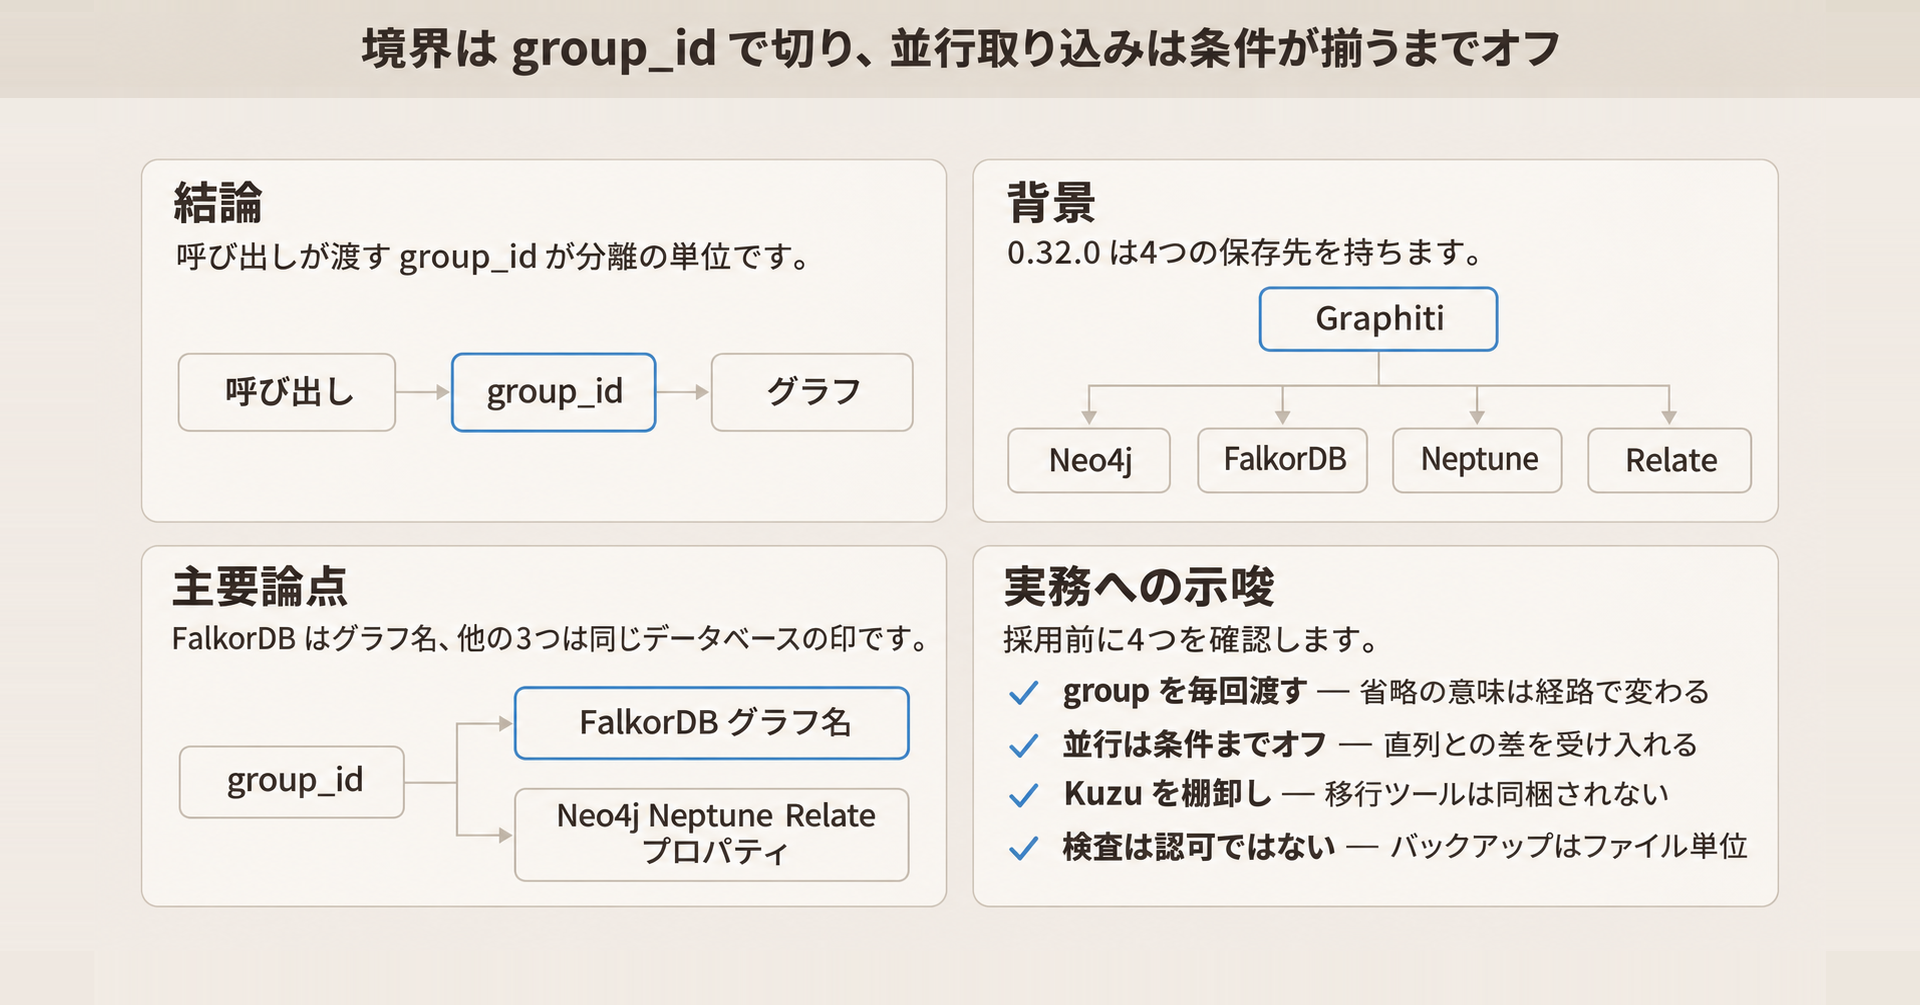 境界は group_id で切り、並行取り込みは条件が揃うまでオフ
結論
呼び出しが渡す group_id が分離の単位です。
呼び出し
group_id
グラフ
背景
0.32.0 は4つの保存先を持ちます。
Graphiti
Neo4j
FalkorDB
Neptune
Relate
主要論点
FalkorDB はグラフ名、他の3つは同じデータベースの印です。
group_id
FalkorDB グラフ名
Neo4j Neptune Relate
プロパティ
実務への示唆
採用前に4つを確認します。
group を毎回渡す — 省略の意味は経路で変わる
並行は条件までオフ — 直列との差を受け入れる
Kuzu を棚卸し — 移行ツールは同梱されない
検査は認可ではない — バックアップはファイル単位